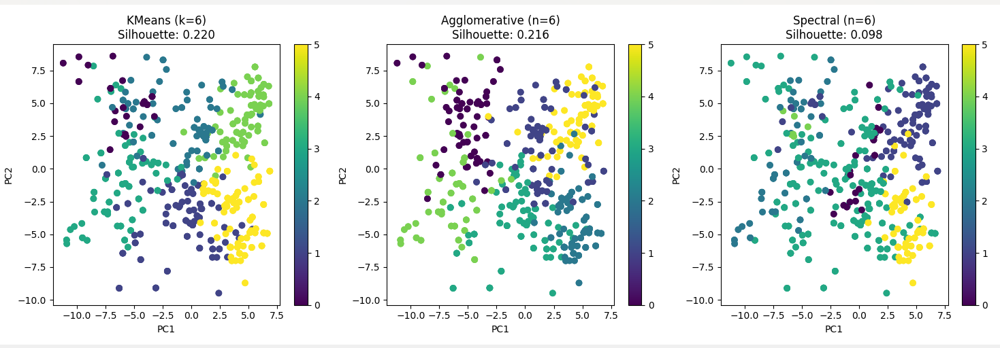 KMeans (k=6)
Silhouette: 0.220
PC2
7.5
5.0
2.5
0.0
−2.5
−5.0
−7.5
−10.0
−10.0 −7.5 −5.0 −2.5 0.0 2.5 5.0 7.5
PC1
5
4
3
2
1
0
Agglomerative (n=6)
Silhouette: 0.216
PC2
7.5
5.0
2.5
0.0
−2.5
−5.0
−7.5
−10.0
−10.0 −7.5 −5.0 −2.5 0.0 2.5 5.0 7.5
PC1
5
4
3
2
1
0
Spectral (n=6)
Silhouette: 0.098
PC2
7.5
5.0
2.5
0.0
−2.5
−5.0
−7.5
−10.0
−10.0 −7.5 −5.0 −2.5 0.0 2.5 5.0 7.5
PC1
5
4
3
2
1
0